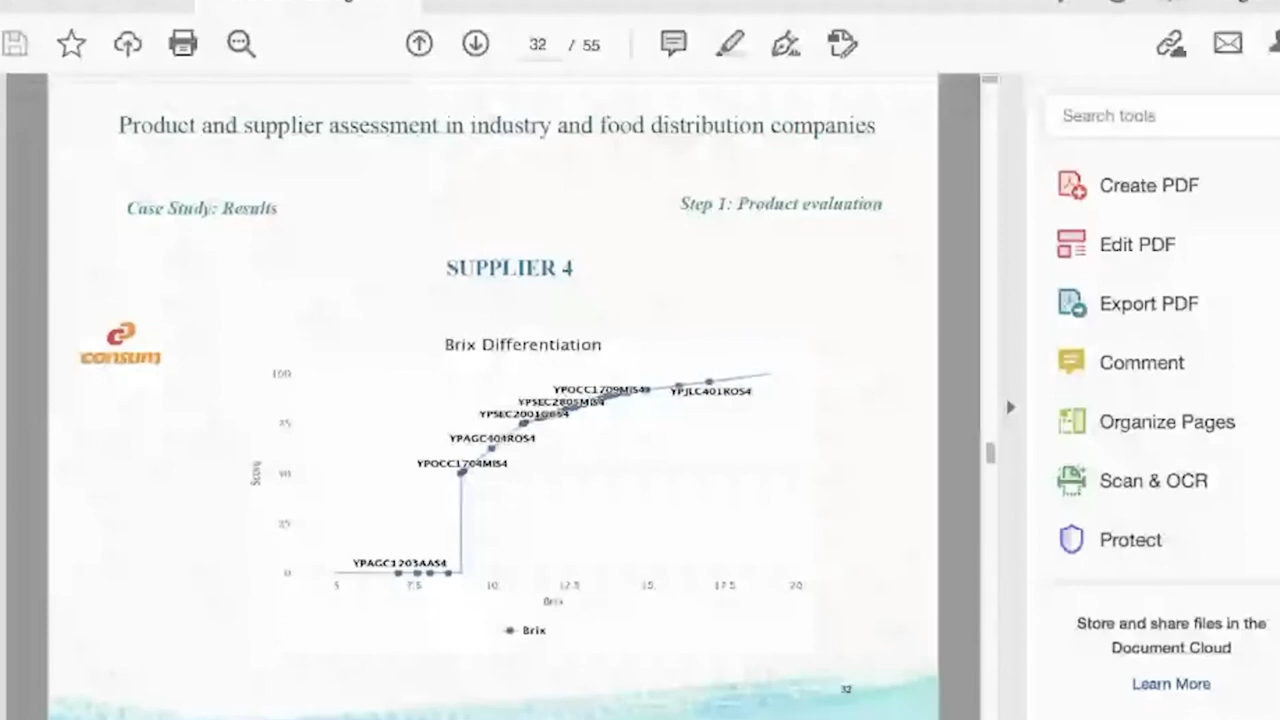 32 / 55
Product and supplier assessment in industry and food distribution companies
Case Study: Results
Step 1: Product evaluation
SUPPLIER 4
consum
Brix Differentiation
100
YPOCC1709MIS4
YPJLC401ROS4
YPSEC2805MIS4
75
YPAGC404ROS4
YPOCC1704MIS4
50
Score
25
YPAGC1203AAS4
0
5 7.5 10 12.5 15 17.5 20
Brix
Brix
32
Search tools
Create PDF
Edit PDF
Export PDF
Comment
Organize Pages
Scan & OCR
Protect
Store and share files in the
Document Cloud
Learn More